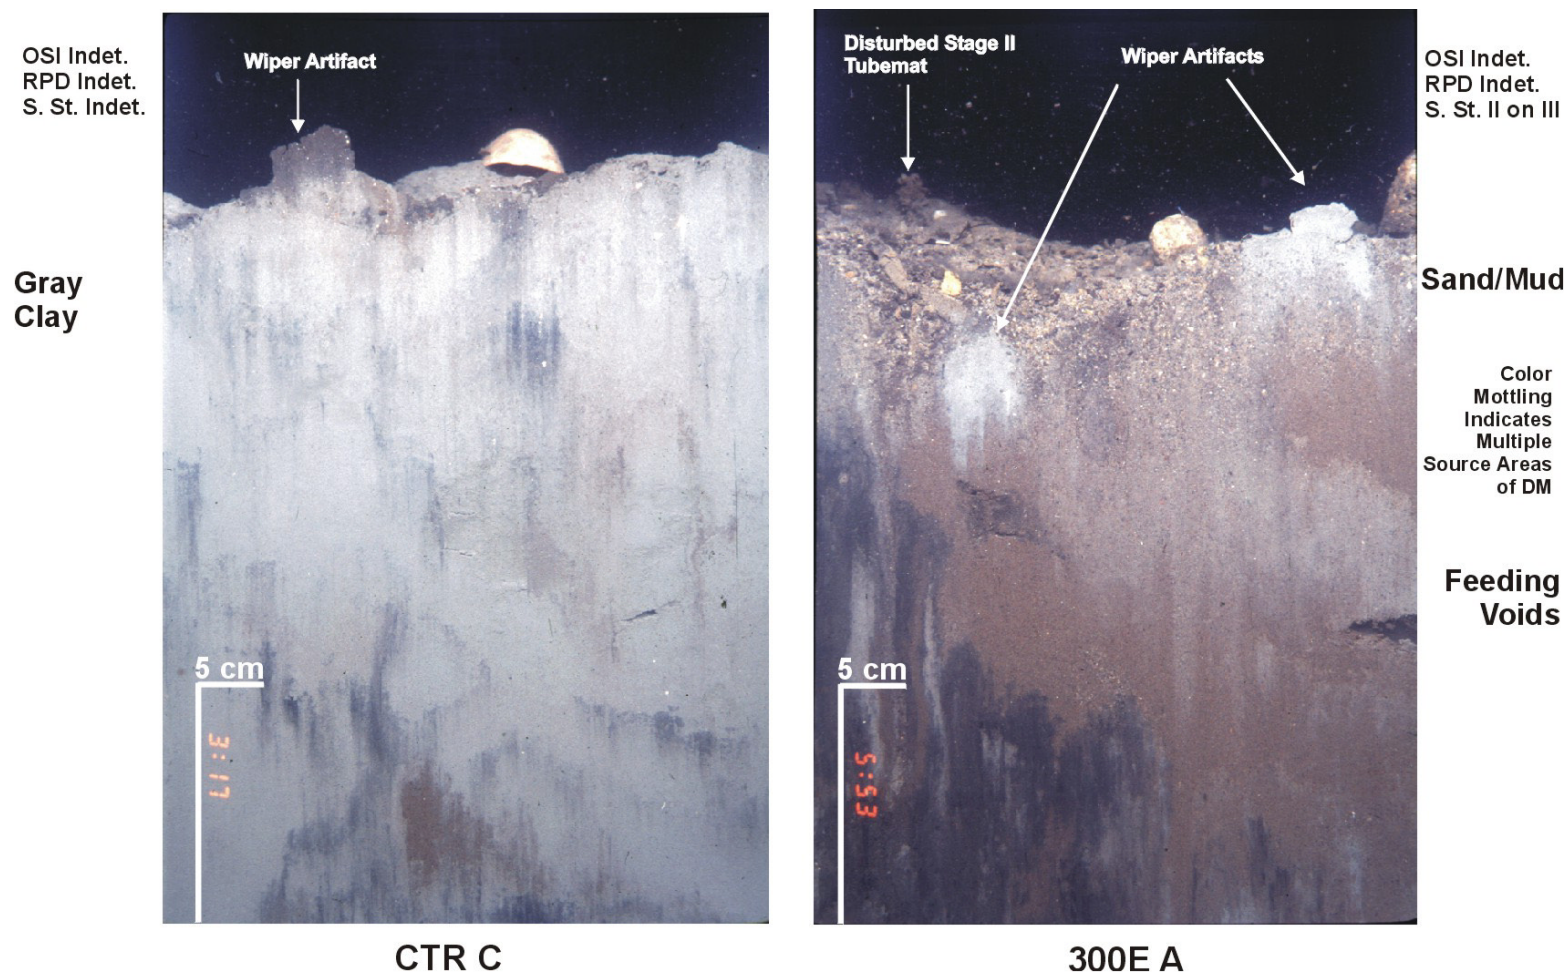 OSI Indet.
RPD Indet.
S. St. Indet.
Wiper Artifact
Gray
Clay
5 cm
3:17
CTR C
Disturbed Stage II
Tubemat
Wiper Artifacts
OSI Indet.
RPD Indet.
S. St. II on III
Sand/Mud
Color
Mottling
Indicates
Multiple
Source Areas
of DM
Feeding
Voids
5 cm
5:53
300E A